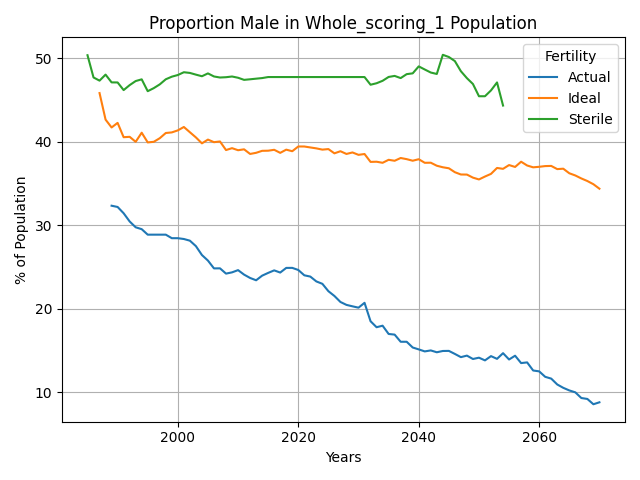 Proportion Male in Whole_scoring_1 Population
Fertility
Actual
Ideal
Sterile
% of Population
50
40
30
20
10
2000
2020
2040
2060
Years